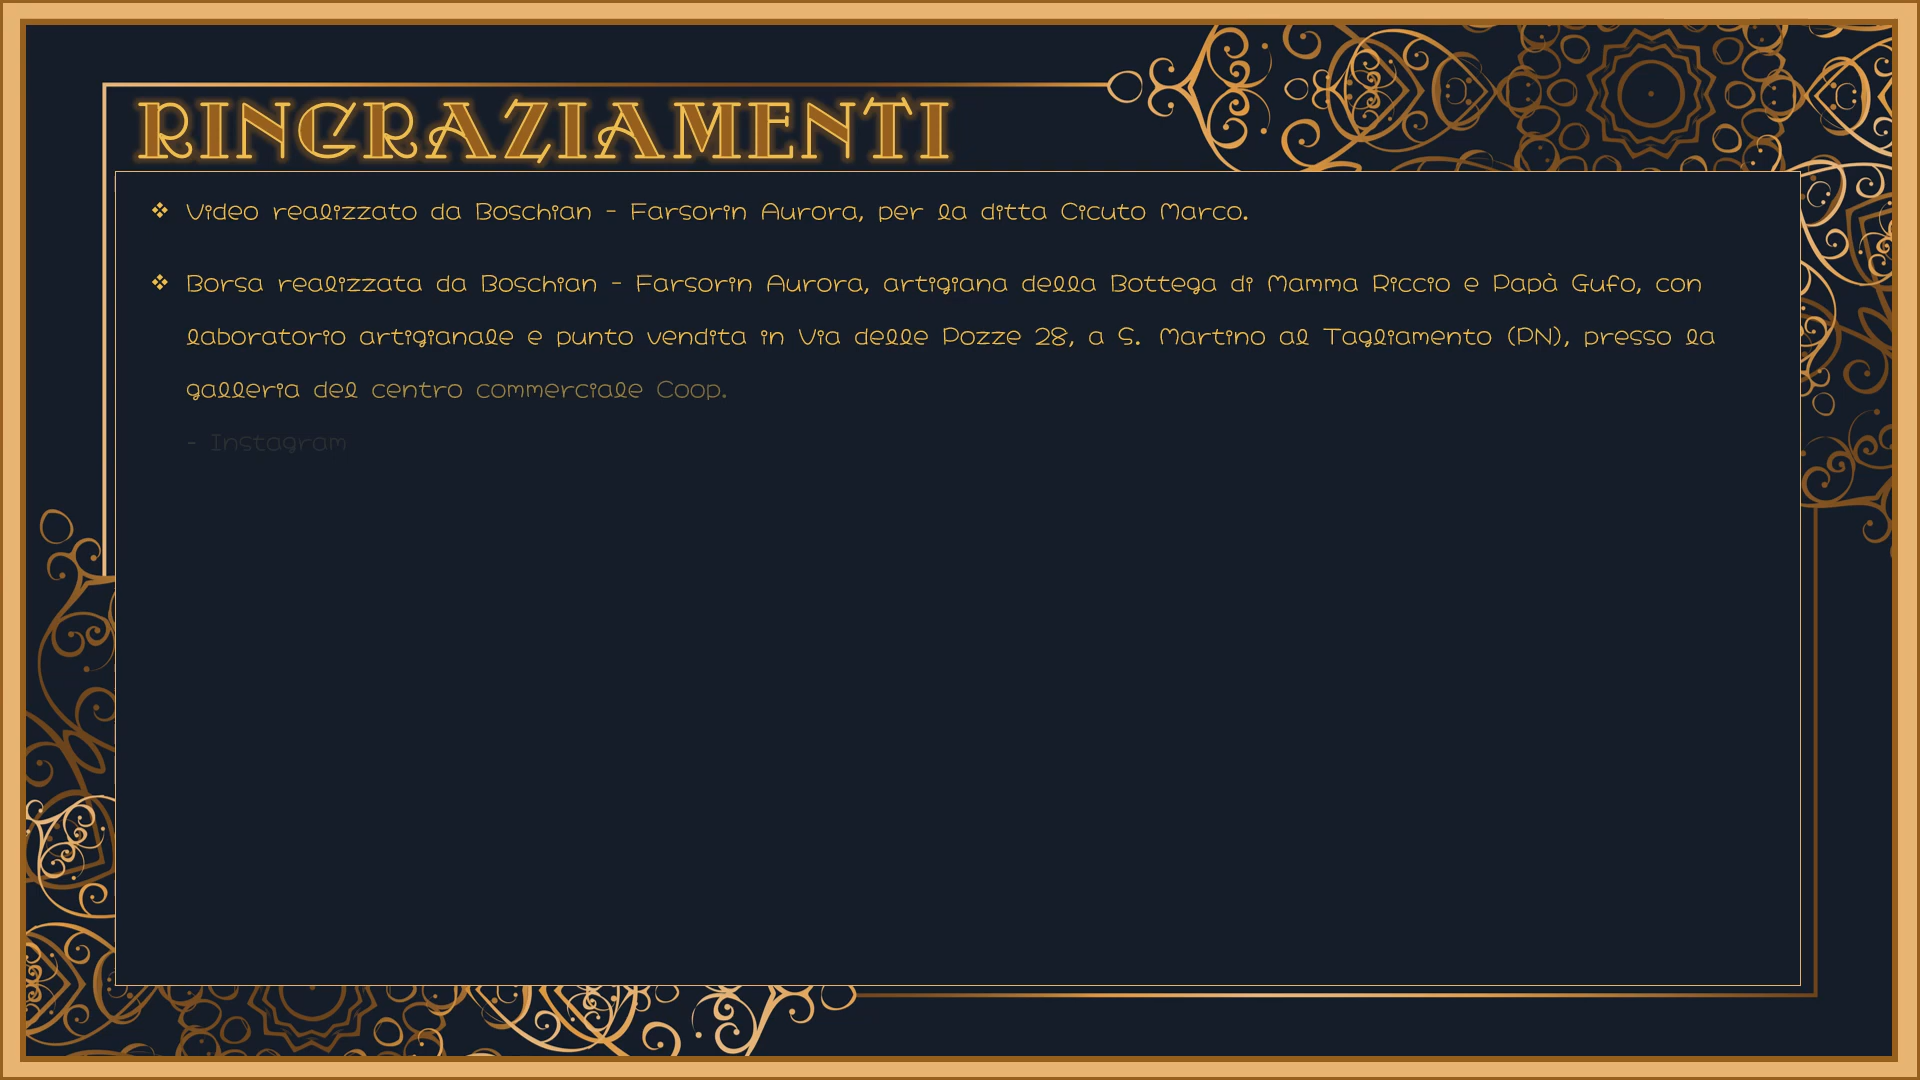 RINGRAZIAMENTI
❖ Video realizzato da Boschian - Farsorin Aurora, per la ditta Cicuto Marco.
❖ Borsa realizzata da Boschian - Farsorin Aurora, artigiana della Bottega di Mamma Riccio e Papà Gufo, con
laboratorio artigianale e punto vendita in Via delle Pozze 28, a S. Martino al Tagliamento (PN), presso la
galleria del centro commerciale Coop.
- Instagram